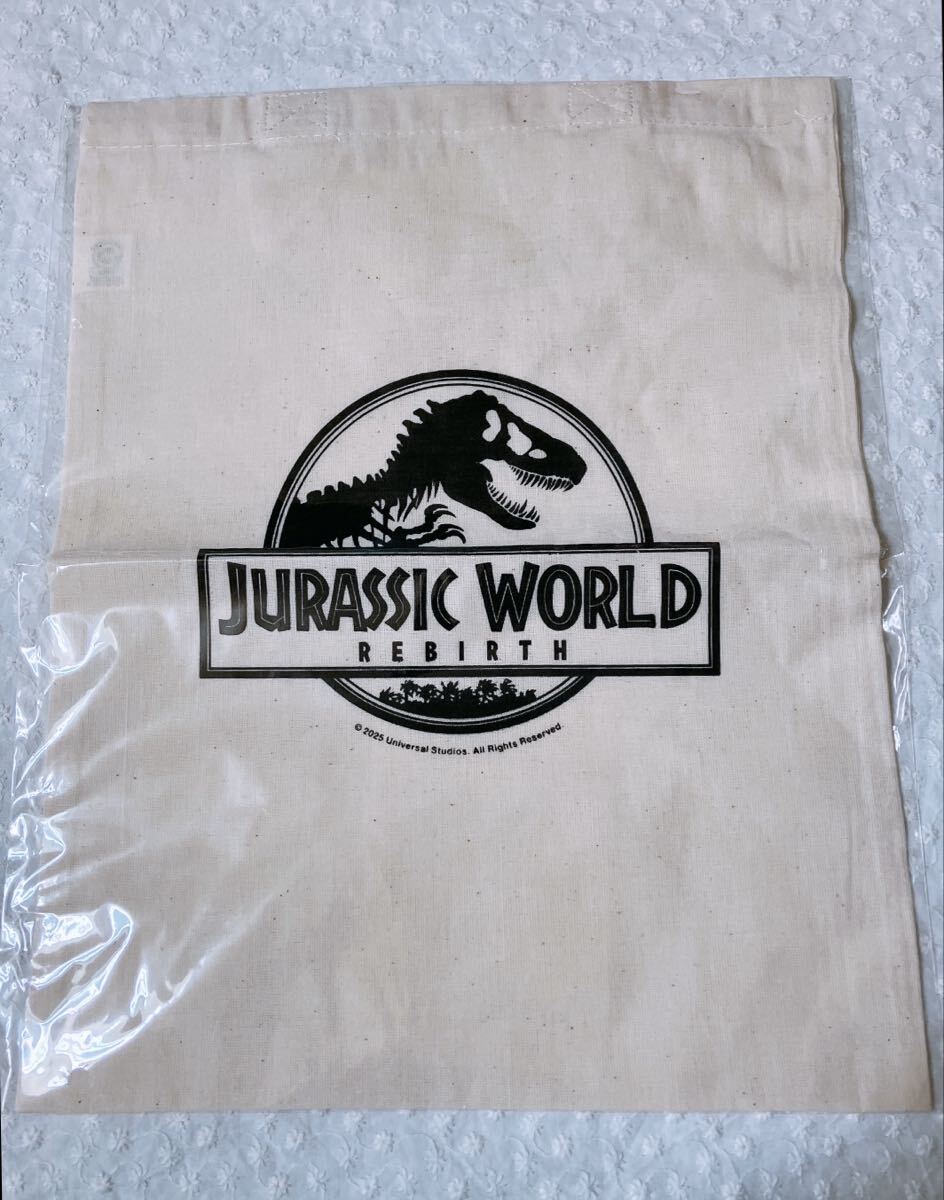 JURASSIC WORLD
REBIRTH
© 2025 Universal Studios. All Rights Reserved.